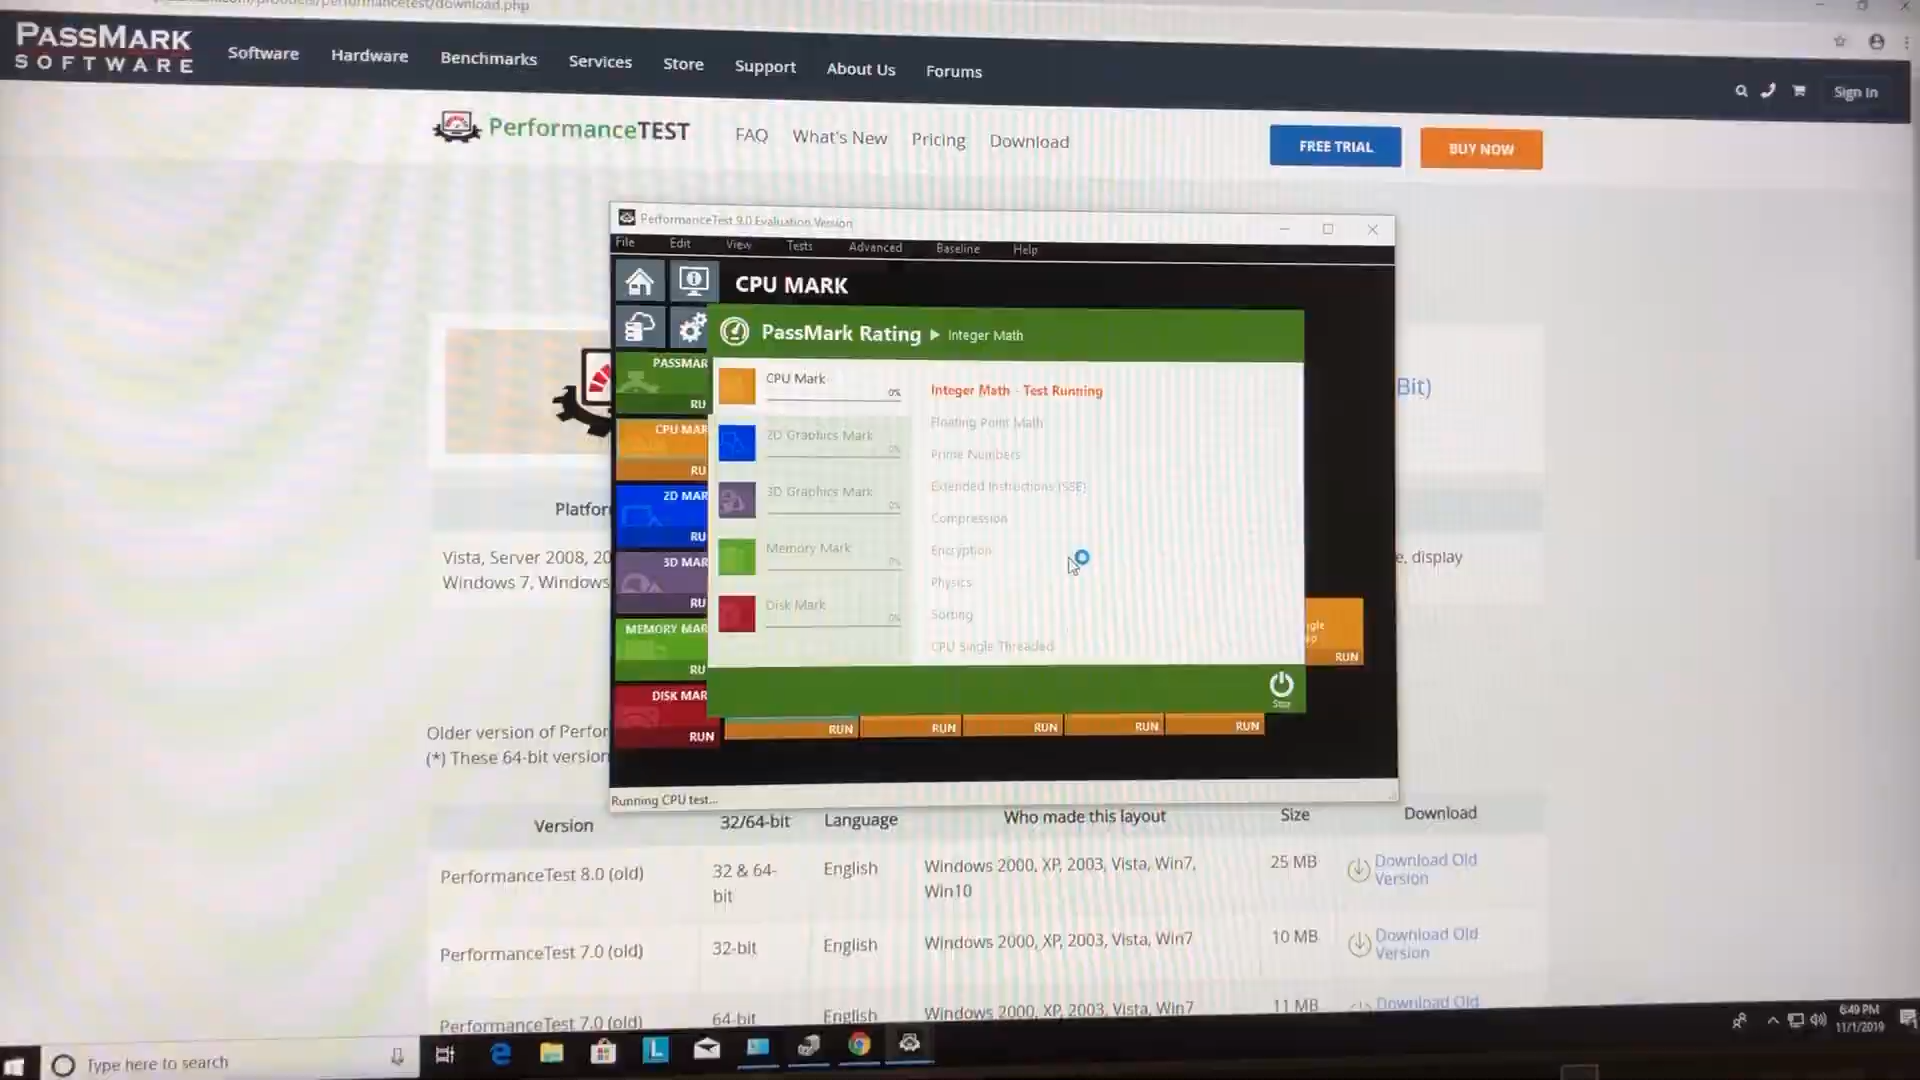 /products/performancetest/download.php
PASSMARK
SOFTWARE
Software
Hardware
Benchmarks
Services
Store
Support
About Us
Forums
Sign In
PerformanceTEST
FAQ
What's New
Pricing
Download
FREE TRIAL
BUY NOW
PerformanceTest 9.0 Evaluation Version
File
Edit
View
Tests
Advanced
Baseline
Help
CPU MARK
PassMark Rating
Integer Math
PASSMAR
RU
CPU MAR
RU
2D MAR
RU
3D MAR
RU
MEMORY MAR
RU
DISK MAR
RUN
CPU Mark
0%
2D Graphics Mark
0%
3D Graphics Mark
0%
Memory Mark
0%
Disk Mark
0%
Integer Math - Test Running
Floating Point Math
Prime Numbers
Extended Instructions (SSE)
Compression
Encryption
Physics
Sorting
CPU Single Threaded
Stop
RUN
RUN
RUN
RUN
RUN
RUN
Running CPU test...
Bit)
Platfor
Vista, Server 2008, 20
Windows 7, Windows
e, display
Older version of Perfor
(*) These 64-bit version
Version
32/64-bit
Language
Who made this layout
Size
Download
PerformanceTest 8.0 (old)
32 & 64-
bit
English
Windows 2000, XP, 2003, Vista, Win7,
Win10
25 MB
Download Old
Version
PerformanceTest 7.0 (old)
32-bit
English
Windows 2000, XP, 2003, Vista, Win7
10 MB
Download Old
Version
PerformanceTest 7.0 (old)
64-bit
English
Windows 2000, XP, 2003, Vista, Win7
11 MB
Download Old
Type here to search
L
6:49 PM
11/1/2019